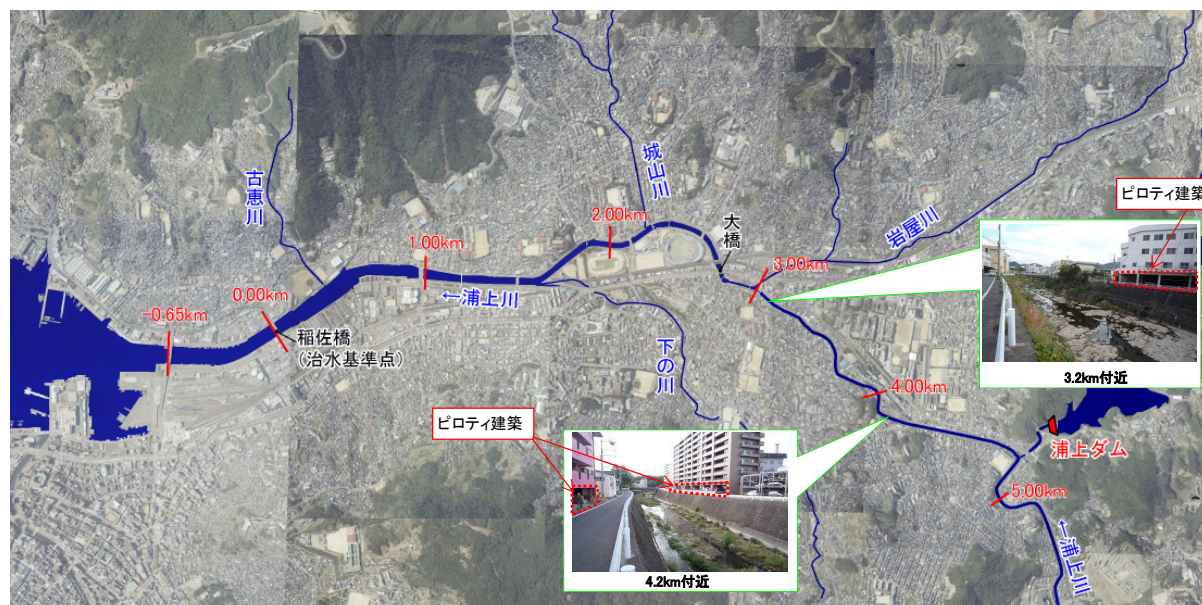 ピロティ建築
城山川
古恵川
2.00km
大橋
岩屋川
1.00km
3.00km
0.00km
←浦上川
-0.65km
稲佐橋
(治水基準点)
下の川
3.2km付近
4.00km
ピロティ建築
浦上ダム
5.00km
←浦上川
4.2km付近